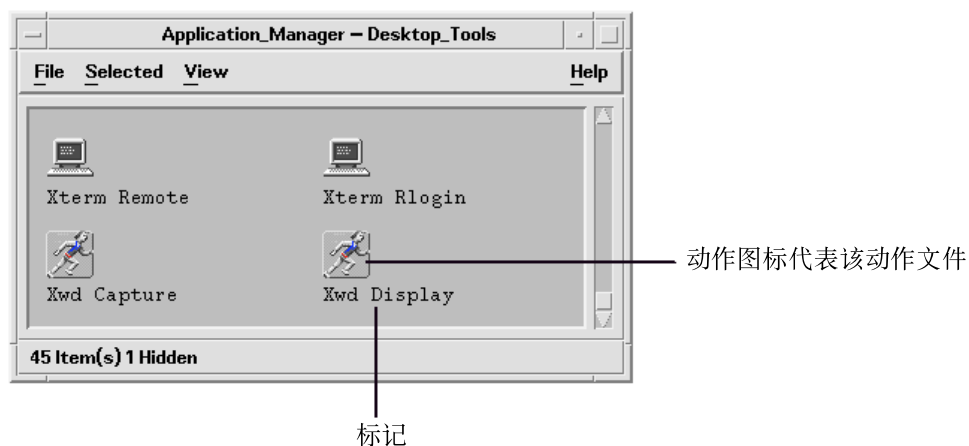 Application_Manager – Desktop_Tools
File Selected View Help
Xterm Remote Xterm Rlogin
Xwd Capture Xwd Display
动作图标代表该动作文件
45 Item(s) 1 Hidden
标记